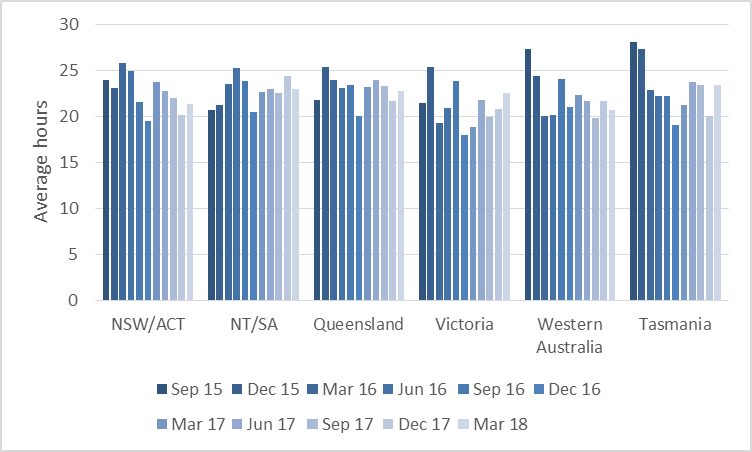 30
25
20
15
10
5
0
Average hours
NSW/ACT NT/SA Queensland Victoria Western Australia Tasmania
Sep 15 Dec 15 Mar 16 Jun 16 Sep 16 Dec 16
Mar 17 Jun 17 Sep 17 Dec 17 Mar 18